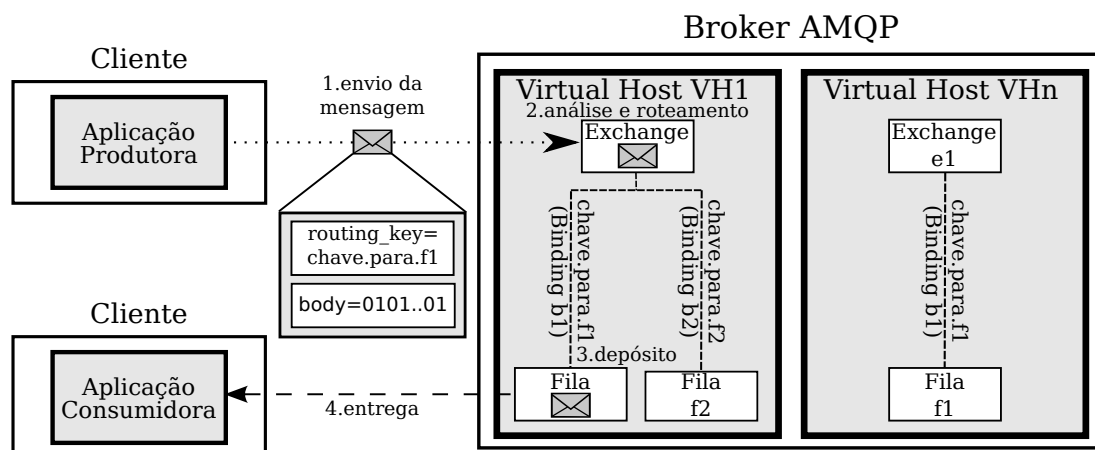 Broker AMQP
Cliente
Aplicação
Produtora
1.envio da
mensagem
routing_key=
chave.para.f1
body=0101..01
Virtual Host VH1
2.análise e roteamento
Exchange
chave.para.f1
(Binding b1)
chave.para.f2
(Binding b2)
3.depósito
Fila
Fila
f2
Virtual Host VHn
Exchange
e1
chave.para.f1
(Binding b1)
Fila
f1
Cliente
Aplicação
Consumidora
4.entrega